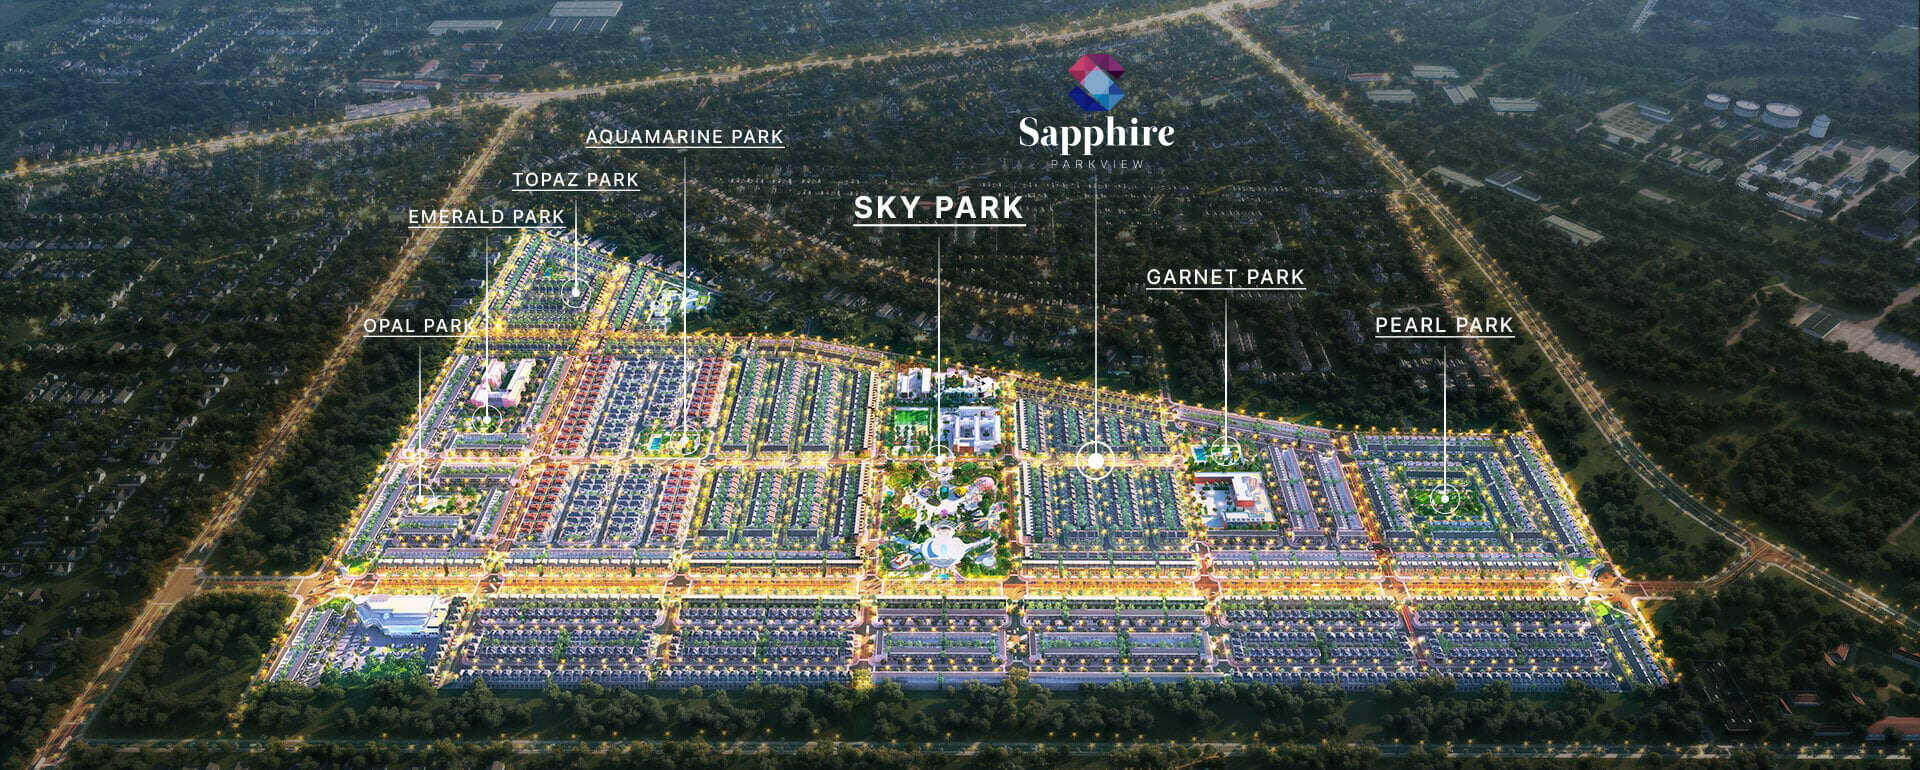 Sapphire
PARKVIEW
AQUAMARINE PARK
TOPAZ PARK
EMERALD PARK
SKY PARK
GARNET PARK
OPAL PARK
PEARL PARK